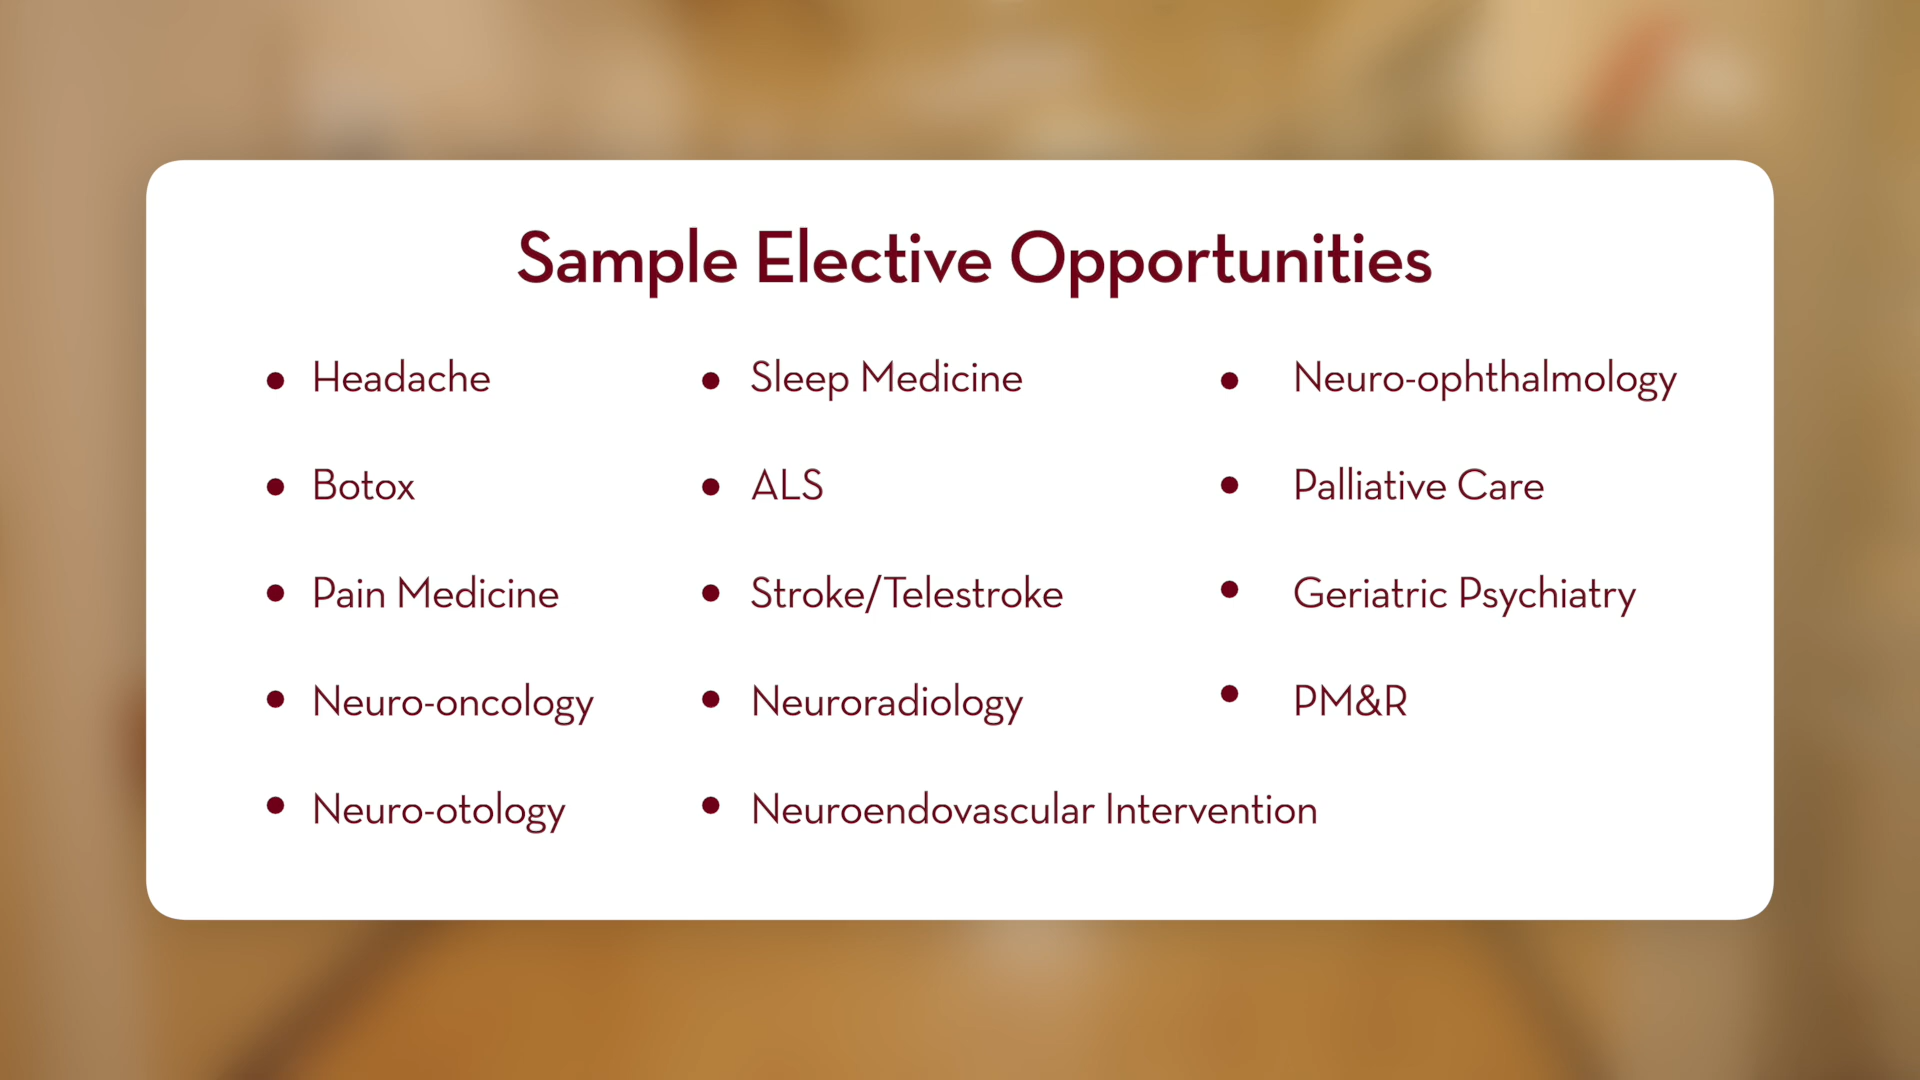 Sample Elective Opportunities
• Headache
• Botox
• Pain Medicine
• Neuro-oncology
• Neuro-otology
• Sleep Medicine
• ALS
• Stroke/Telestroke
• Neuroradiology
• Neuroendovascular Intervention
• Neuro-ophthalmology
• Palliative Care
• Geriatric Psychiatry
• PM&R